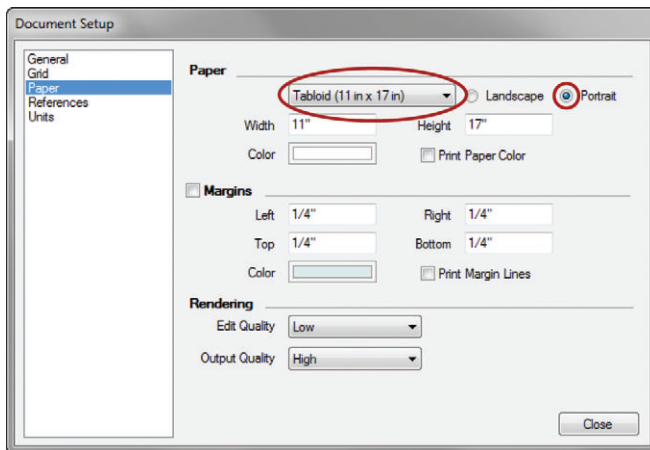 Document Setup
General
Grid
Paper
References
Units
Paper
Tabloid (11 in x 17 in)
Landscape
Portrait
Width 11" Height 17"
Color Print Paper Color
Margins
Left 1/4" Right 1/4"
Top 1/4" Bottom 1/4"
Color Print Margin Lines
Rendering
Edit Quality Low
Output Quality High
Close